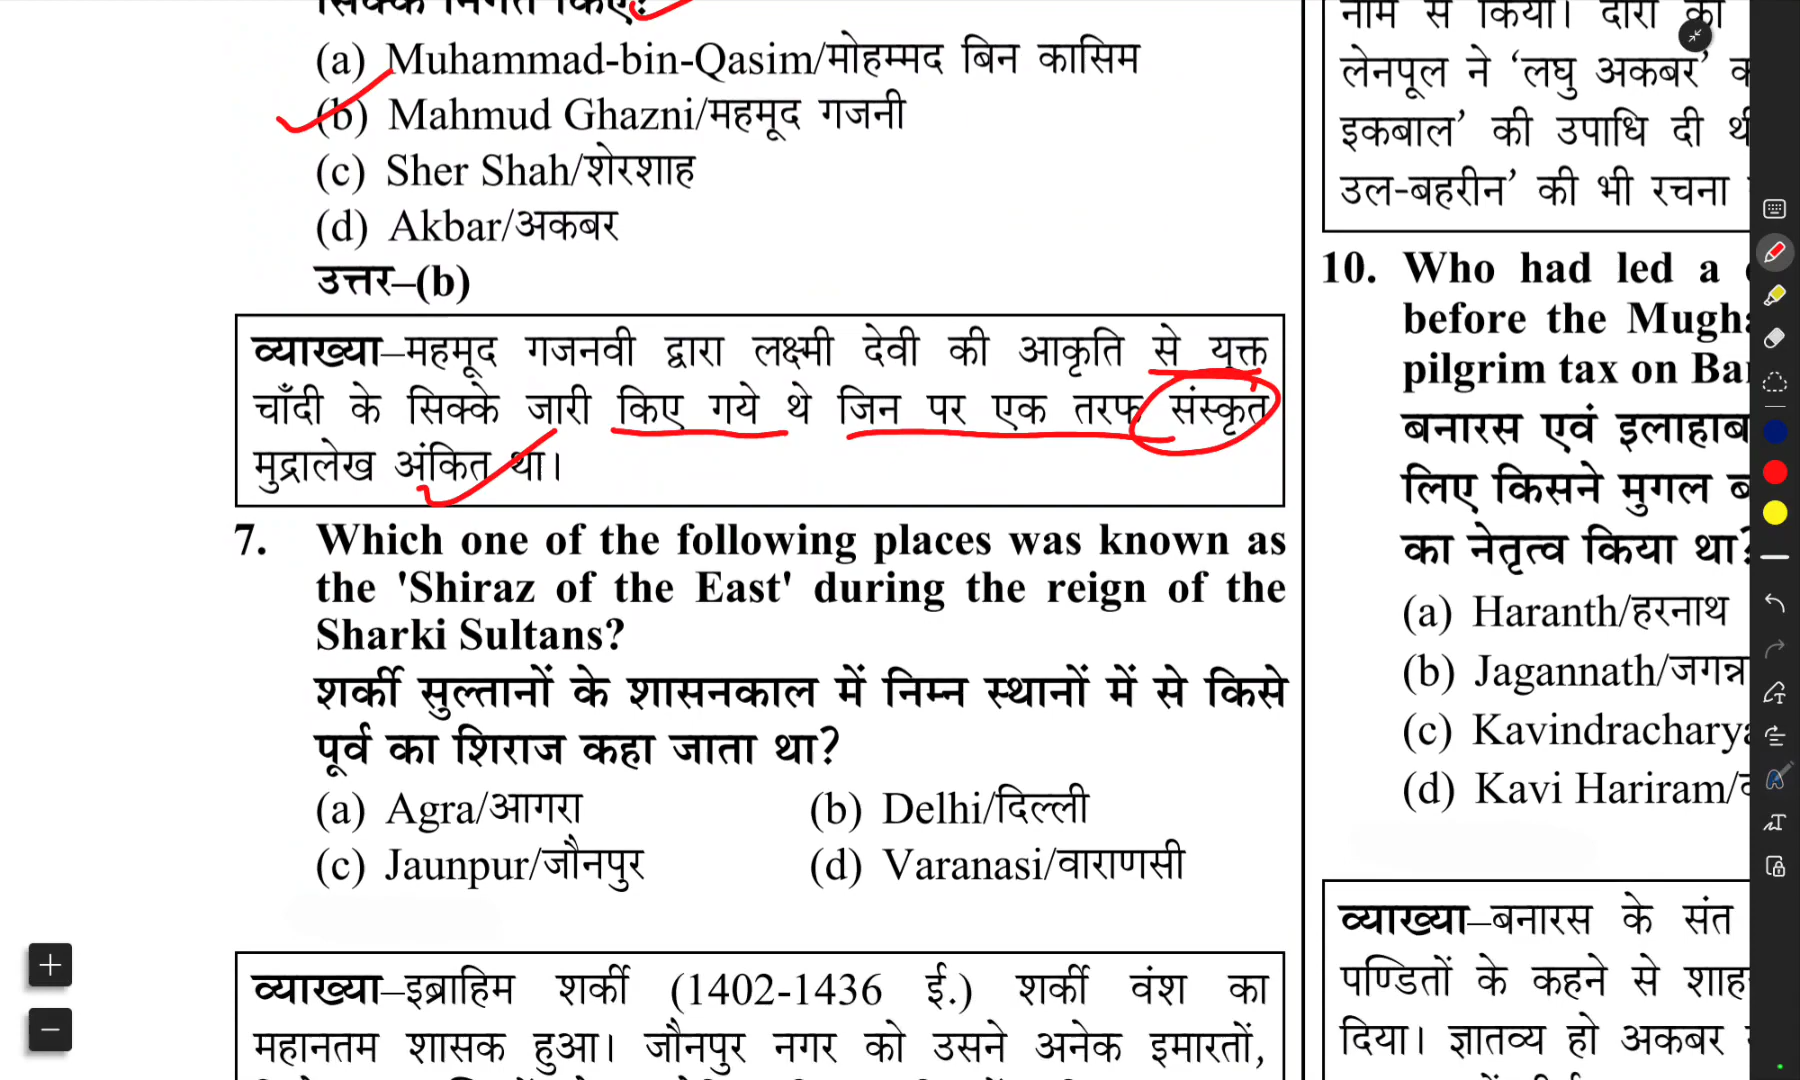 (a) Muhammad-bin-Qasim/मोहम्मद बिन कासिम
(b) Mahmud Ghazni/महमूद गजनी
(c) Sher Shah/शेरशाह
(d) Akbar/अकबर
उत्तर–(b)
व्याख्या–महमूद गजनवी द्वारा लक्ष्मी देवी की आकृति से युक्त
चाँदी के सिक्के जारी किए गये थे जिन पर एक तरफ संस्कृत
मुद्रालेख अंकित था।
7. Which one of the following places was known as
the 'Shiraz of the East' during the reign of the
Sharki Sultans?
शर्की सुल्तानों के शासनकाल में निम्न स्थानों में से किसे
पूर्व का शिराज कहा जाता था?
(a) Agra/आगरा (b) Delhi/दिल्ली
(c) Jaunpur/जौनपुर (d) Varanasi/वाराणसी
व्याख्या–इब्राहिम शर्की (1402-1436 ई.) शर्की वंश का
महानतम शासक हुआ। जौनपुर नगर को उसने अनेक इमारतों,
नाम से किया। दारा को
लेनपूल ने ‘लघु अकबर’
इकबाल’ की उपाधि दी
उल-बहरीन’ की भी रचना
10. Who had led a
before the
pilgrim tax on
बनारस एवं
लिए किसने मुगल
का नेतृत्व किया था?
(a) Haranth/हरनाथ
(b) Jagannath/
(c)
(d) Kavi Hariram/
व्याख्या–बनारस के संत
पण्डितों के कहने से
दिया। ज्ञातव्य हो अकबर